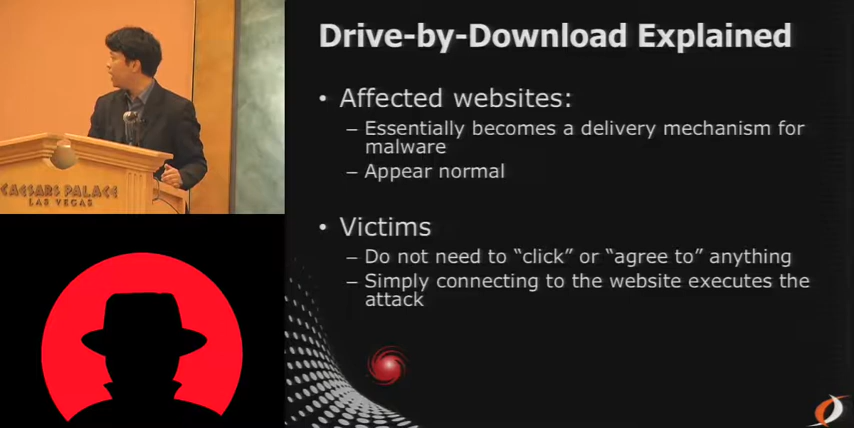 Drive-by-Download Explained
• Affected websites:
– Essentially becomes a delivery mechanism for
malware
– Appear normal
• Victims
– Do not need to “click” or “agree to” anything
– Simply connecting to the website executes the
attack
CAESARS PALACE
LAS VEGAS